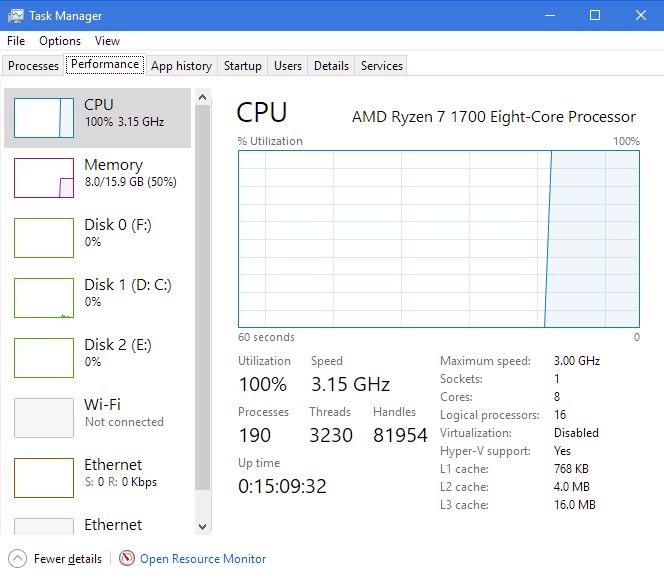 Task Manager
File Options View
Processes Performance App history Startup Users Details Services
CPU
100% 3.15 GHz
Memory
8.0/15.9 GB (50%)
Disk 0 (F:)
0%
Disk 1 (D: C:)
0%
Disk 2 (E:)
0%
Wi-Fi
Not connected
Ethernet
S: 0 R: 0 Kbps
Ethernet
CPU AMD Ryzen 7 1700 Eight-Core Processor
% Utilization 100%
60 seconds 0
Utilization Speed
100% 3.15 GHz
Processes Threads Handles
190 3230 81954
Up time
0:15:09:32
Maximum speed: 3.00 GHz
Sockets: 1
Cores: 8
Logical processors: 16
Virtualization: Disabled
Hyper-V support: Yes
L1 cache: 768 KB
L2 cache: 4.0 MB
L3 cache: 16.0 MB
Fewer details Open Resource Monitor